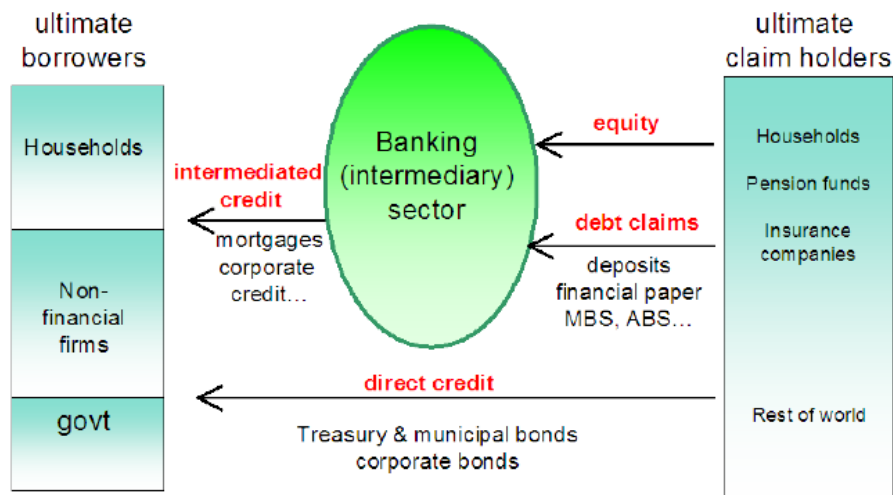 ultimate
borrowers
Households
Non-
financial
firms
govt
intermediated
credit
mortgages
corporate
credit...
Banking
(intermediary)
sector
equity
debt claims
deposits
financial paper
MBS, ABS...
direct credit
Treasury & municipal bonds
corporate bonds
ultimate
claim holders
Households
Pension funds
Insurance
companies
Rest of world